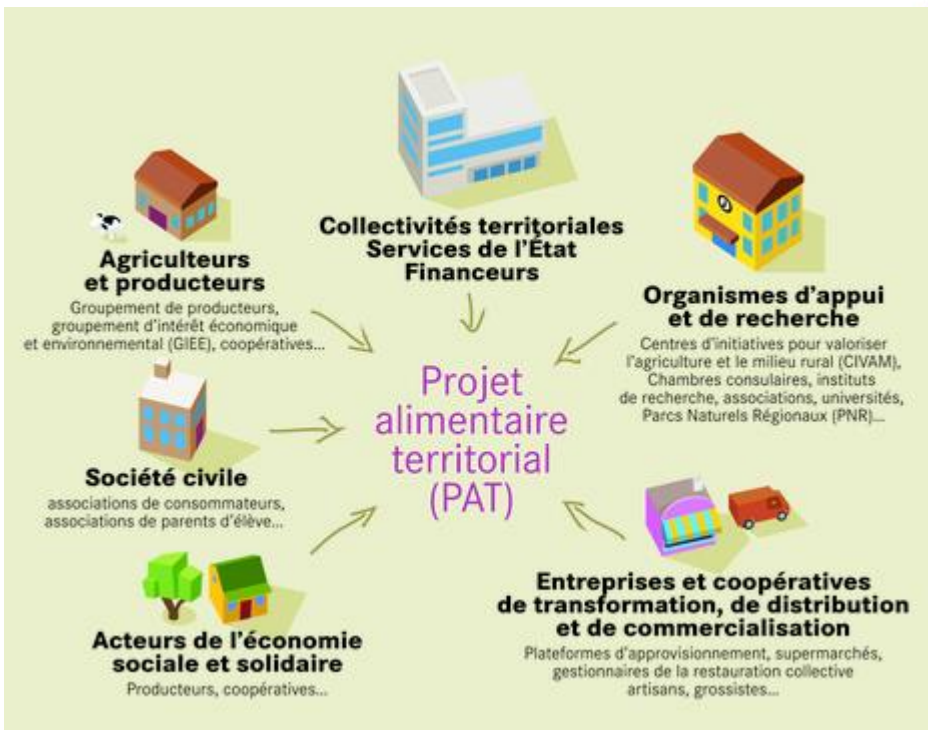 Collectivités territoriales
Services de l'État
Financeurs
Agriculteurs
et producteurs
Groupement de producteurs,
groupement d'intérêt économique
et environnemental (GIEE), coopératives...
Organismes d'appui
et de recherche
Centres d'initiatives pour valoriser
l'agriculture et le milieu rural (CIVAM),
Chambres consulaires, instituts
de recherche, associations, universités,
Parcs Naturels Régionaux (PNR)...
Projet
alimentaire
territorial
(PAT)
Société civile
associations de consommateurs,
associations de parents d'élève...
Acteurs de l'économie
sociale et solidaire
Producteurs, coopératives...
Entreprises et coopératives
de transformation, de distribution
et de commercialisation
Plateformes d'approvisionnement, supermarchés,
gestionnaires de la restauration collective
artisans, grossistes...